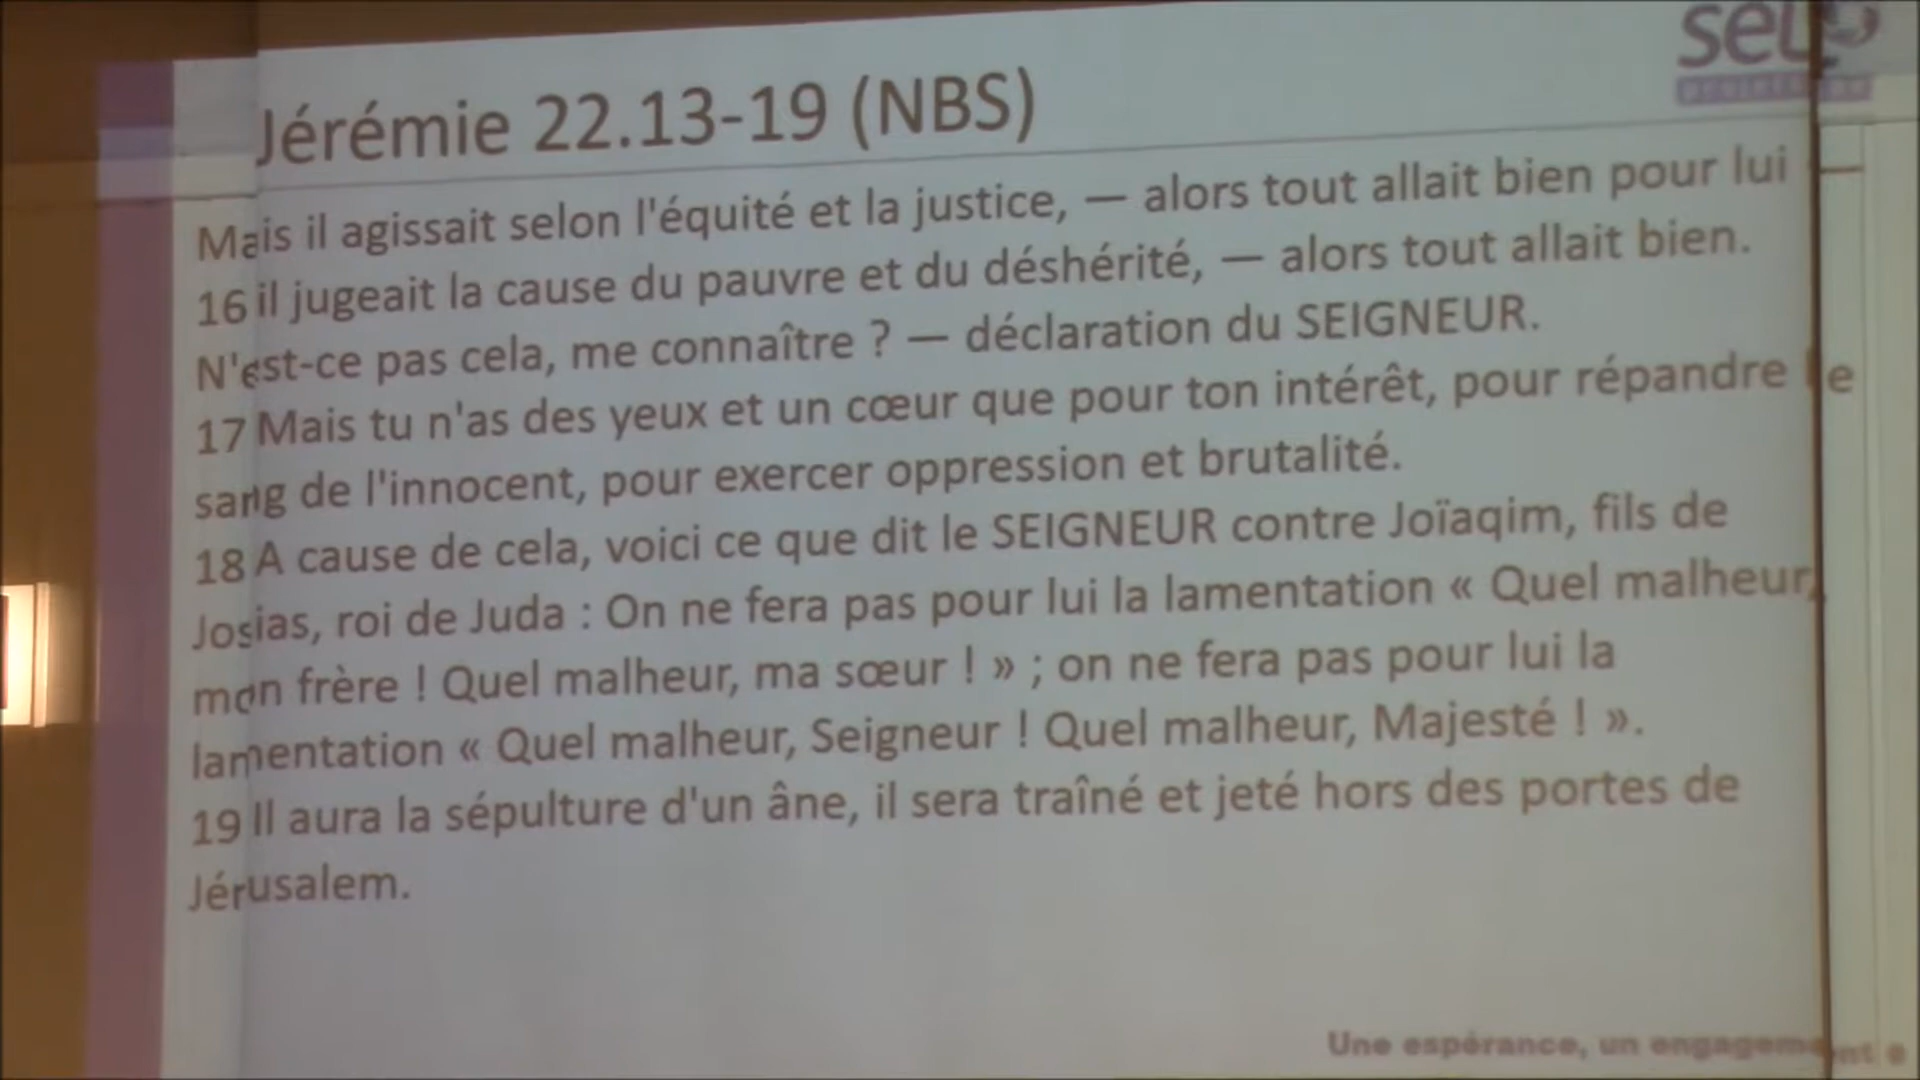 sel
Jérémie 22.13-19 (NBS)
Mais il agissait selon l'équité et la justice, — alors tout allait bien pour lui —
16 il jugeait la cause du pauvre et du déshérité, — alors tout allait bien.
N'est-ce pas cela, me connaître ? — déclaration du SEIGNEUR.
17 Mais tu n'as des yeux et un cœur que pour ton intérêt, pour répandre le
sang de l'innocent, pour exercer oppression et brutalité.
18 A cause de cela, voici ce que dit le SEIGNEUR contre Joïaqim, fils de
Josias, roi de Juda : On ne fera pas pour lui la lamentation « Quel malheur,
mon frère ! Quel malheur, ma sœur ! » ; on ne fera pas pour lui la
lamentation « Quel malheur, Seigneur ! Quel malheur, Majesté ! ».
19 Il aura la sépulture d'un âne, il sera traîné et jeté hors des portes de
Jérusalem.
Une espérance, un engagement e